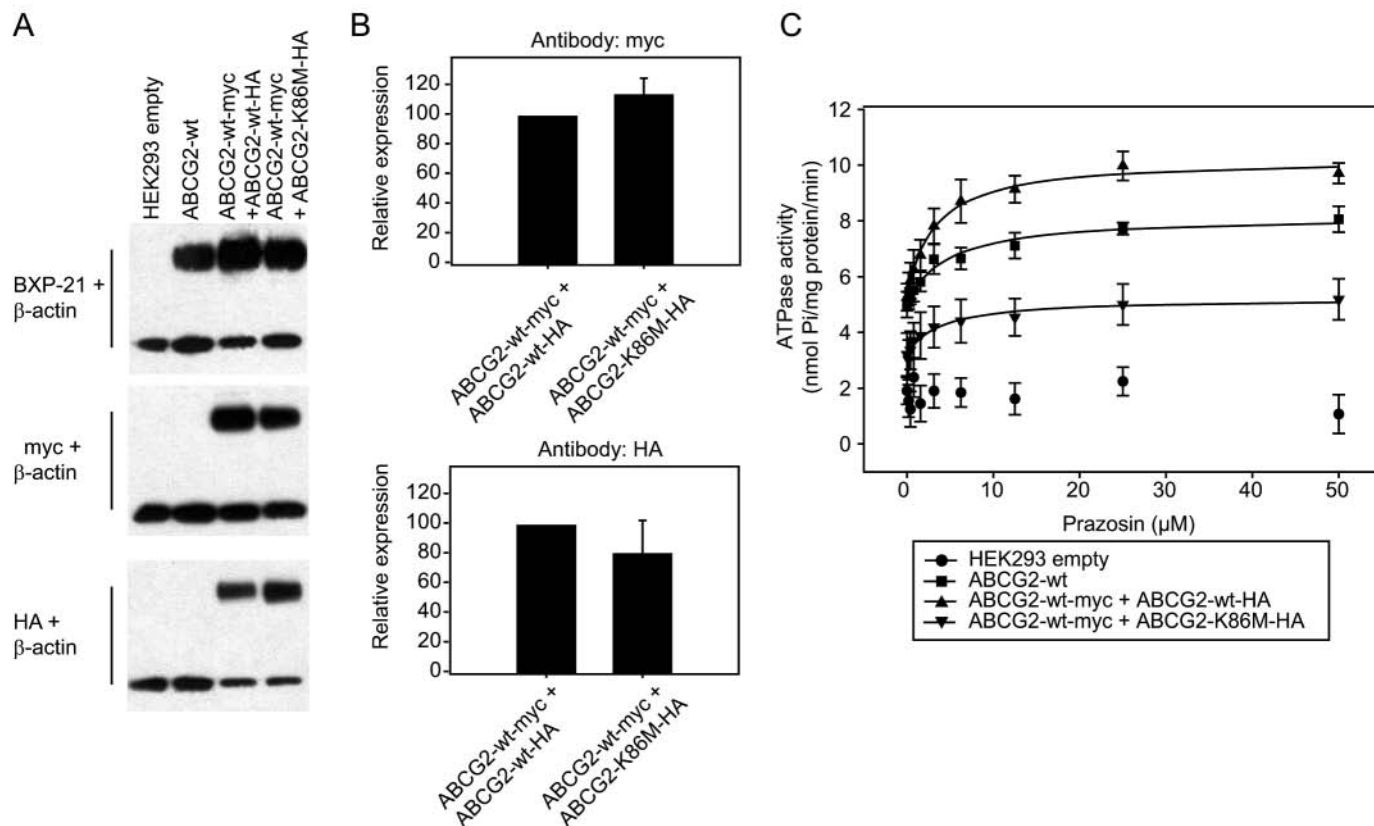 A
HEK293 empty
ABCG2-wt
ABCG2-wt-myc
+ABCG2-wt-HA
ABCG2-wt-myc
+ ABCG2-K86M-HA
BXP-21 +
β-actin
myc +
β-actin
HA +
β-actin
B
Antibody: myc
Relative expression
120
100
80
60
40
20
0
ABCG2-wt-myc +
ABCG2-wt-HA
ABCG2-wt-myc +
ABCG2-K86M-HA
Antibody: HA
Relative expression
120
100
80
60
40
20
0
ABCG2-wt-myc +
ABCG2-wt-HA
ABCG2-wt-myc +
ABCG2-K86M-HA
C
ATPase activity
(nmol Pi/mg protein/min)
12
10
8
6
4
2
0
0 10 20 30 40 50
Prazosin (µM)
HEK293 empty
ABCG2-wt
ABCG2-wt-myc + ABCG2-wt-HA
ABCG2-wt-myc + ABCG2-K86M-HA